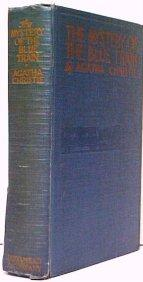 The
MYSTERY
OF THE
BLUE
TRAIN
AGATHA
CHRISTIE
THE MYSTERY OF
THE BLUE TRAIN
AGATHA CHRISTIE